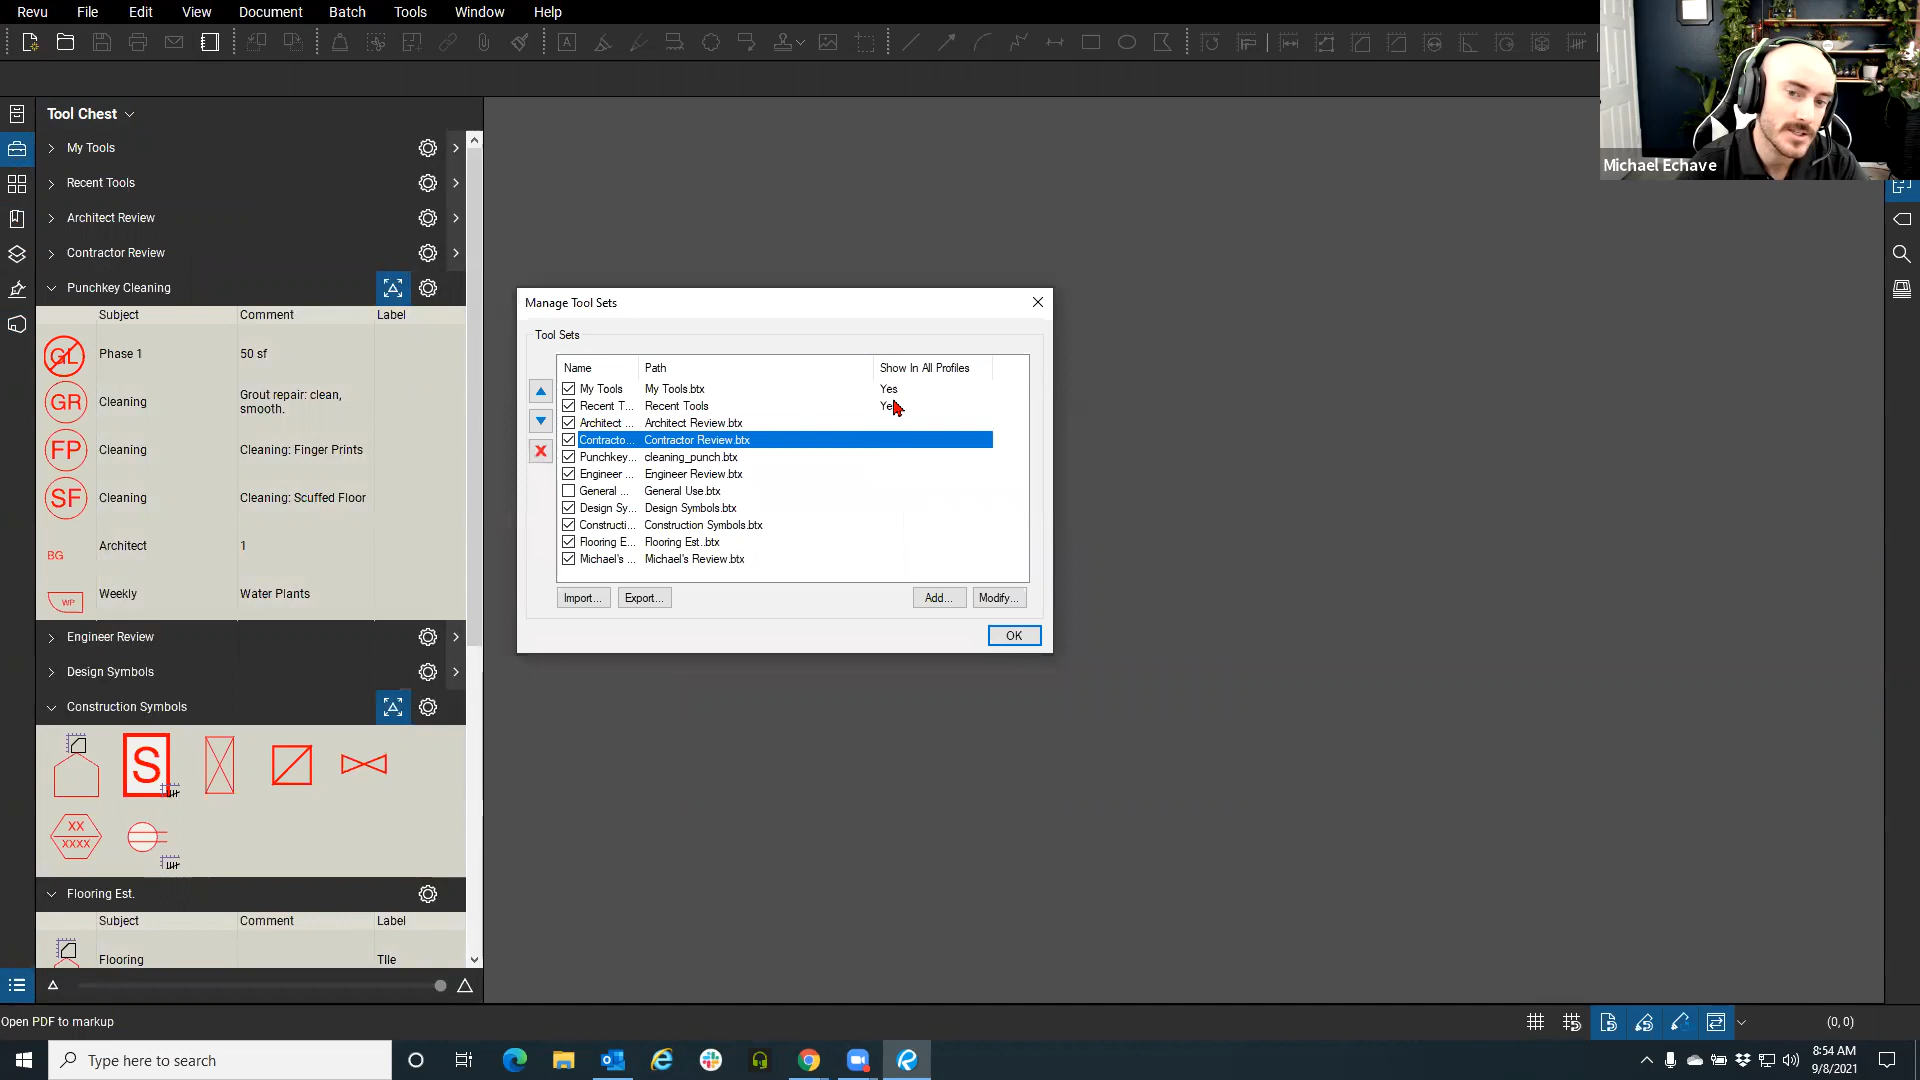 Revu File Edit View Document Batch Tools Window Help
Michael Echave
Tool Chest
My Tools
Recent Tools
Architect Review
Contractor Review
Punchkey Cleaning
Subject Comment Label
GL Phase 1 50 sf
GR Cleaning Grout repair: clean,
smooth.
FP Cleaning Cleaning: Finger Prints
SF Cleaning Cleaning: Scuffed Floor
BG Architect 1
WP Weekly Water Plants
Engineer Review
Design Symbols
Construction Symbols
S
XX
XXXX
Flooring Est.
Subject Comment Label
Flooring TIle
Manage Tool Sets
Tool Sets
Name Path Show In All Profiles
My Tools My Tools.btx Yes
Recent T... Recent Tools
Architect ... Architect Review.btx
Contracto... Contractor Review.btx
Punchkey... cleaning_punch.btx
Engineer ... Engineer Review.btx
General ... General Use.btx
Design Sy... Design Symbols.btx
Constructi... Construction Symbols.btx
Flooring E... Flooring Est..btx
Michael's ... Michael's Review.btx
Import... Export... Add... Modify...
OK
Open PDF to markup
(0, 0)
Type here to search
8:54 AM
9/8/2021